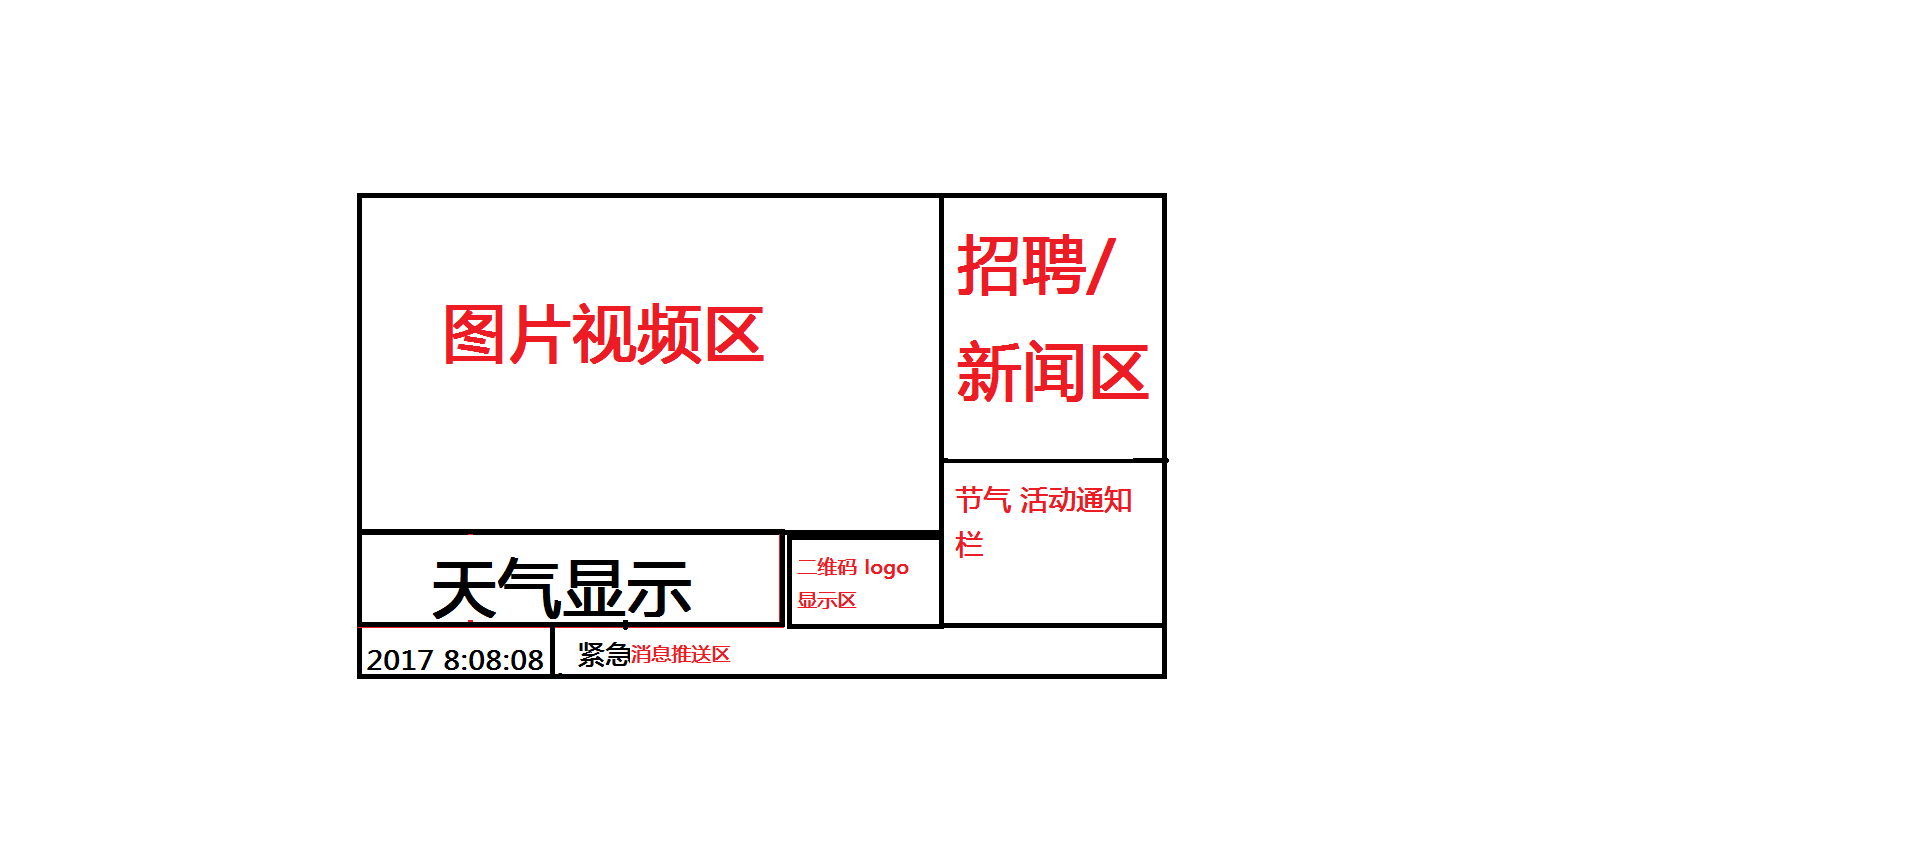 图片视频区
招聘/
新闻区
节气 活动通知
栏
天气显示
二维码 logo
显示区
2017 8:08:08
紧急消息推送区